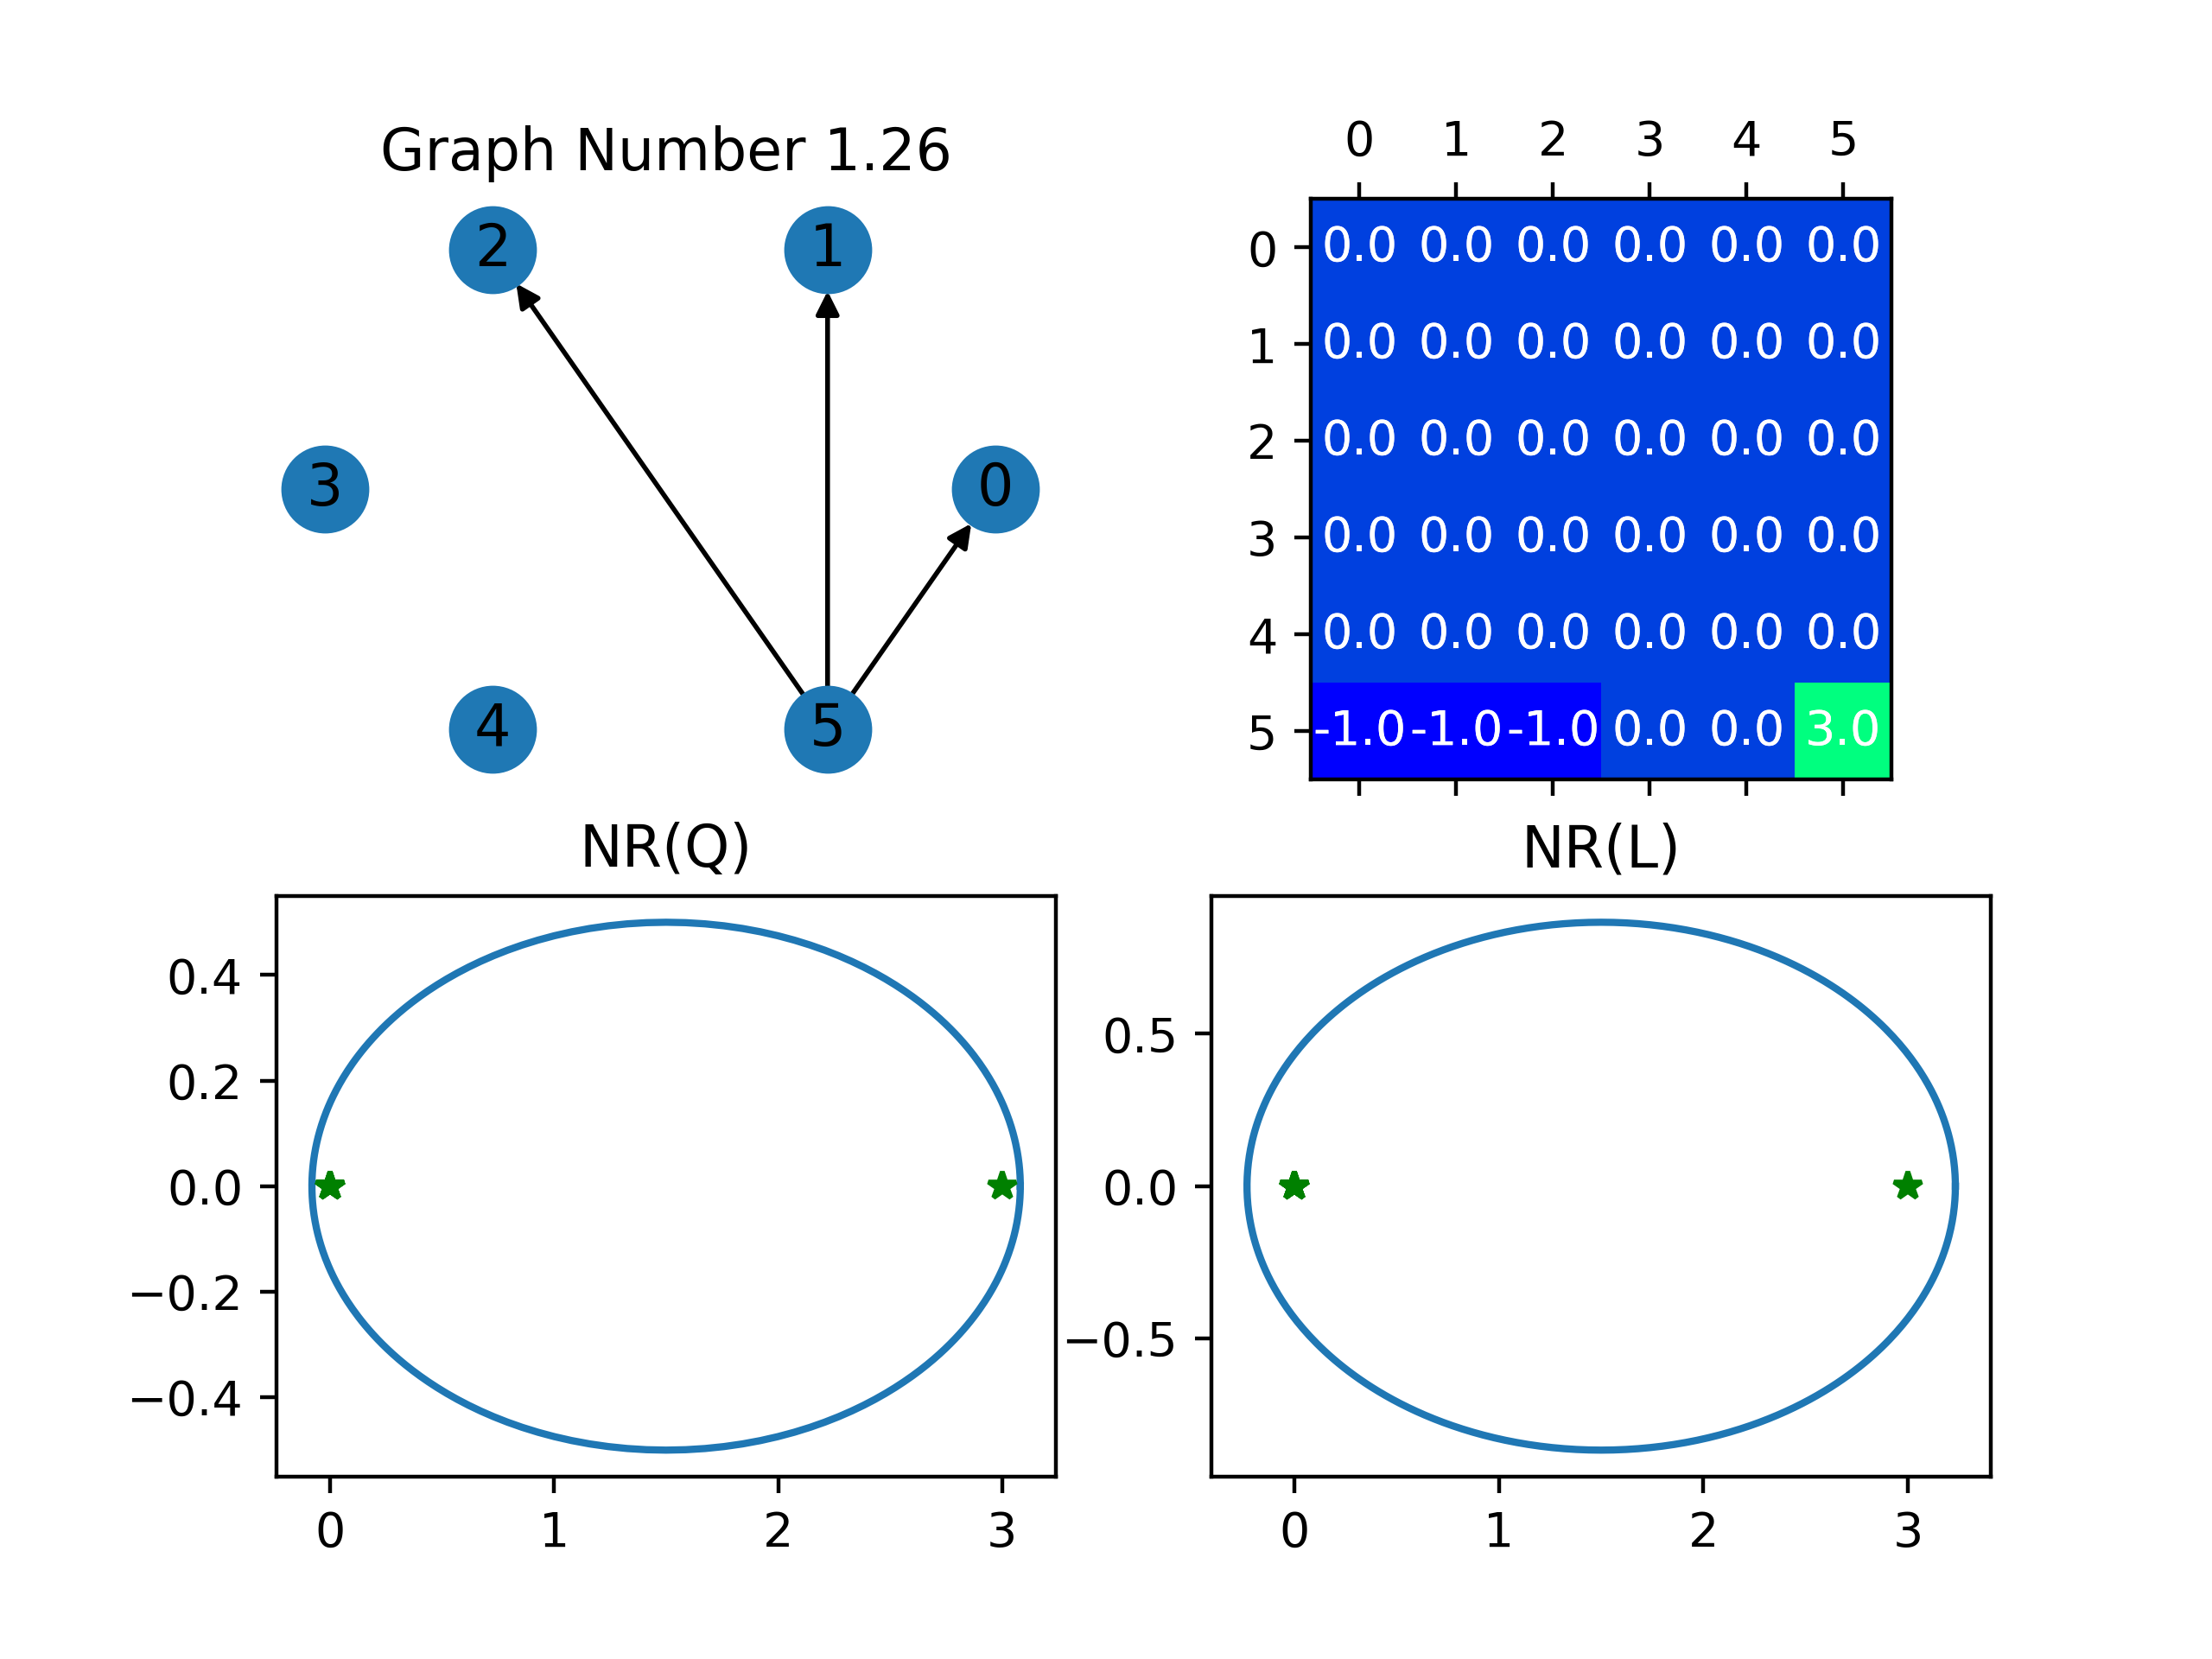 Graph Number 1.26
2 1
3 0
4 5
0 1 2 3 4 5
0 0.0 0.0 0.0 0.0 0.0 0.0
1 0.0 0.0 0.0 0.0 0.0 0.0
2 0.0 0.0 0.0 0.0 0.0 0.0
3 0.0 0.0 0.0 0.0 0.0 0.0
4 0.0 0.0 0.0 0.0 0.0 0.0
5 -1.0 -1.0 -1.0 0.0 0.0 3.0
NR(Q)
0.4
0.2
0.0
−0.2
−0.4
0 1 2 3
NR(L)
0.5
0.0
−0.5
0 1 2 3